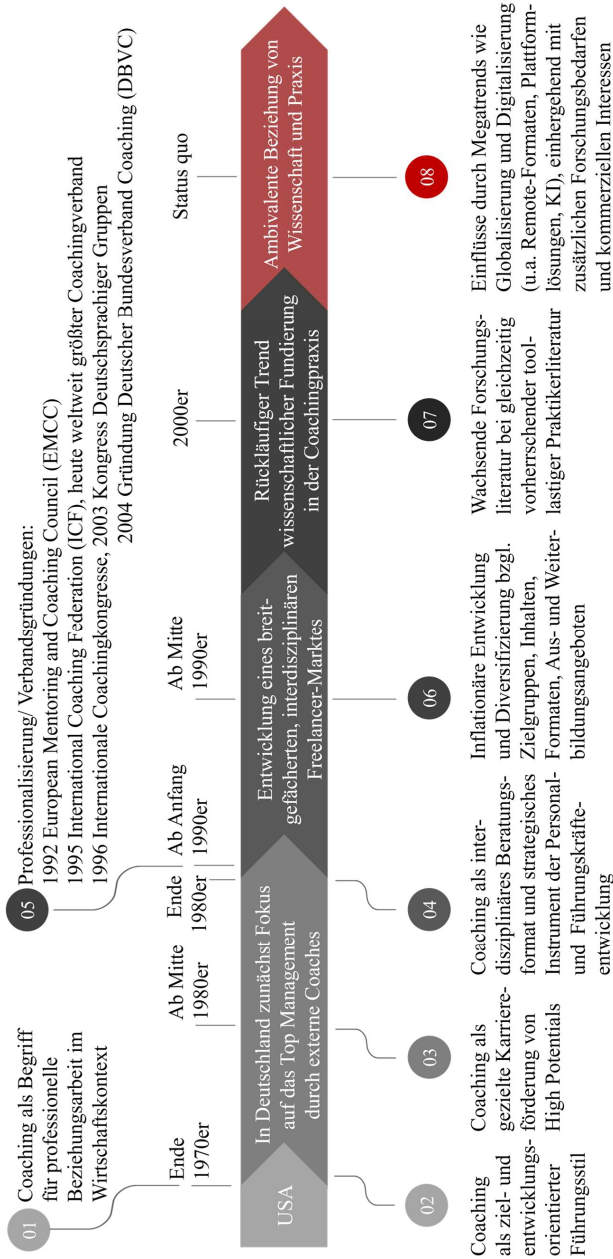 01
Coaching als Begriff
für professionelle
Beziehungsarbeit im
Wirtschaftskontext
05
Professionalisierung/ Verbandsgründungen:
1992 European Mentoring and Coaching Council (EMCC)
1995 International Coaching Federation (ICF), heute weltweit größter Coachingverband
1996 Internationale Coachingkongresse, 2003 Kongress Deutschsprachiger Gruppen
2004 Gründung Deutscher Bundesverband Coaching (DBVC)
Ende
1970er
Ab Mitte
1980er
Ende
1980er
Ab Anfang
1990er
Ab Mitte
1990er
2000er
Status quo
USA
In Deutschland zunächst Fokus
auf das Top Management
durch externe Coaches
Entwicklung eines breit-
gefächerten, interdisziplinären
Freelancer-Marktes
Rückläufiger Trend
wissenschaftlicher Fundierung
in der Coachingpraxis
Ambivalente Beziehung von
Wissenschaft und Praxis
02
Coaching
als ziel- und
entwicklungs-
orientierter
Führungsstil
03
Coaching als
gezielte Karriere-
förderung von
High Potentials
04
Coaching als inter-
disziplinäres Beratungs-
format und strategisches
Instrument der Personal-
und Führungskräfte-
entwicklung
06
Inflationäre Entwicklung
und Diversifizierung bzgl.
Zielgruppen, Inhalten,
Formaten, Aus- und Weiter-
bildungsangeboten
07
Wachsende Forschungs-
literatur bei gleichzeitig
vorherrschender tool-
lastiger Praktikerliteratur
08
Einflüsse durch Megatrends wie
Globalisierung und Digitalisierung
(u.a. Remote-Formaten, Plattform-
lösungen, KI), einhergehend mit
zusätzlichen Forschungsbedarfen
und kommerziellen Interessen